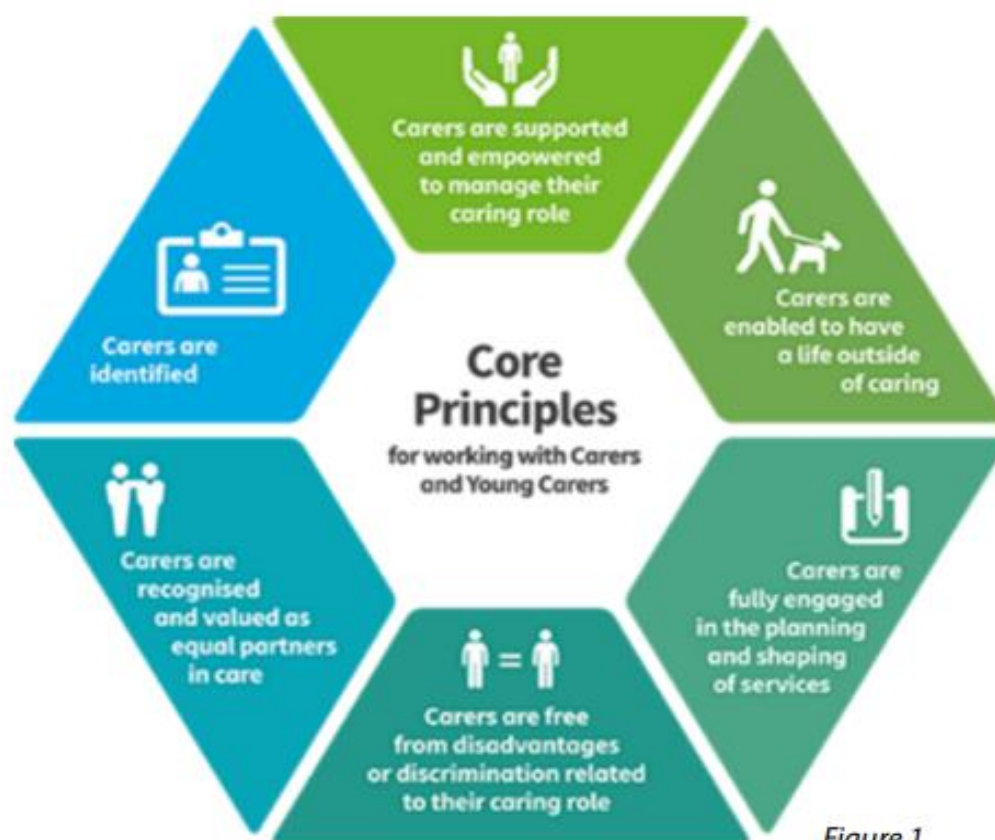 Core
Principles
for working with Carers
and Young Carers
Carers are supported
and empowered
to manage their
caring role
Carers are
enabled to have
a life outside
of caring
Carers are
fully engaged
in the planning
and shaping
of services
Carers are free
from disadvantages
or discrimination related
to their caring role
Carers are
recognised
and valued as
equal partners
in care
Carers are
identified
Figure 1